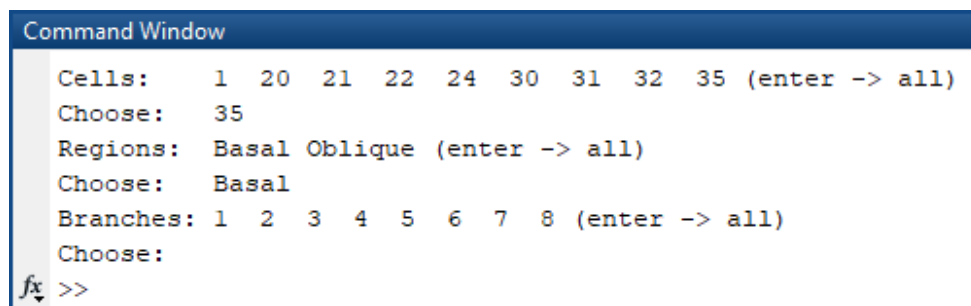 Command Window
Cells: 1 20 21 22 24 30 31 32 35 (enter -> all)
Choose: 35
Regions: Basal Oblique (enter -> all)
Choose: Basal
Branches: 1 2 3 4 5 6 7 8 (enter -> all)
Choose:
fx >>